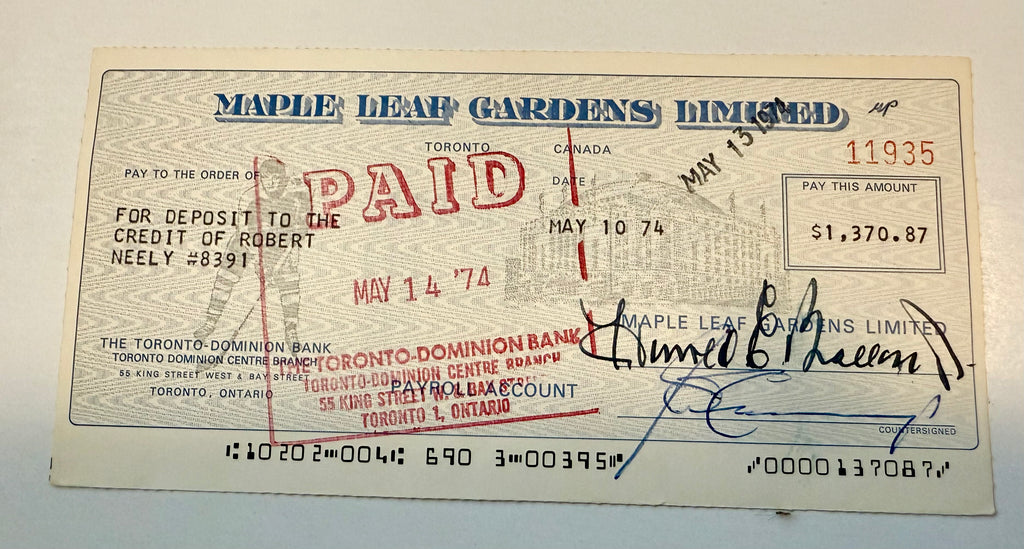 MAPLE LEAF GARDENS LIMITED
TORONTO CANADA
MAY 13 1974
11935
PAY TO THE ORDER OF
DATE
PAY THIS AMOUNT
PAID
FOR DEPOSIT TO THE
CREDIT OF ROBERT
NEELY #8391
MAY 10 74
$1,370.87
MAY 14 '74
MAPLE LEAF GARDENS LIMITED
THE TORONTO-DOMINION BANK
TORONTO DOMINION CENTRE BRANCH
55 KING STREET WEST & BAY STREET
TORONTO, ONTARIO
THE TORONTO-DOMINION BANK
TORONTO-DOMINION CENTRE BRANCH
55 KING STREET W. & BAY STREET
TORONTO 1, ONTARIO
PAYROLL ACCOUNT
COUNTERSIGNED
⑆10202⑉004⑆ 690 3⑉00395⑈ ⑇0000137087⑇